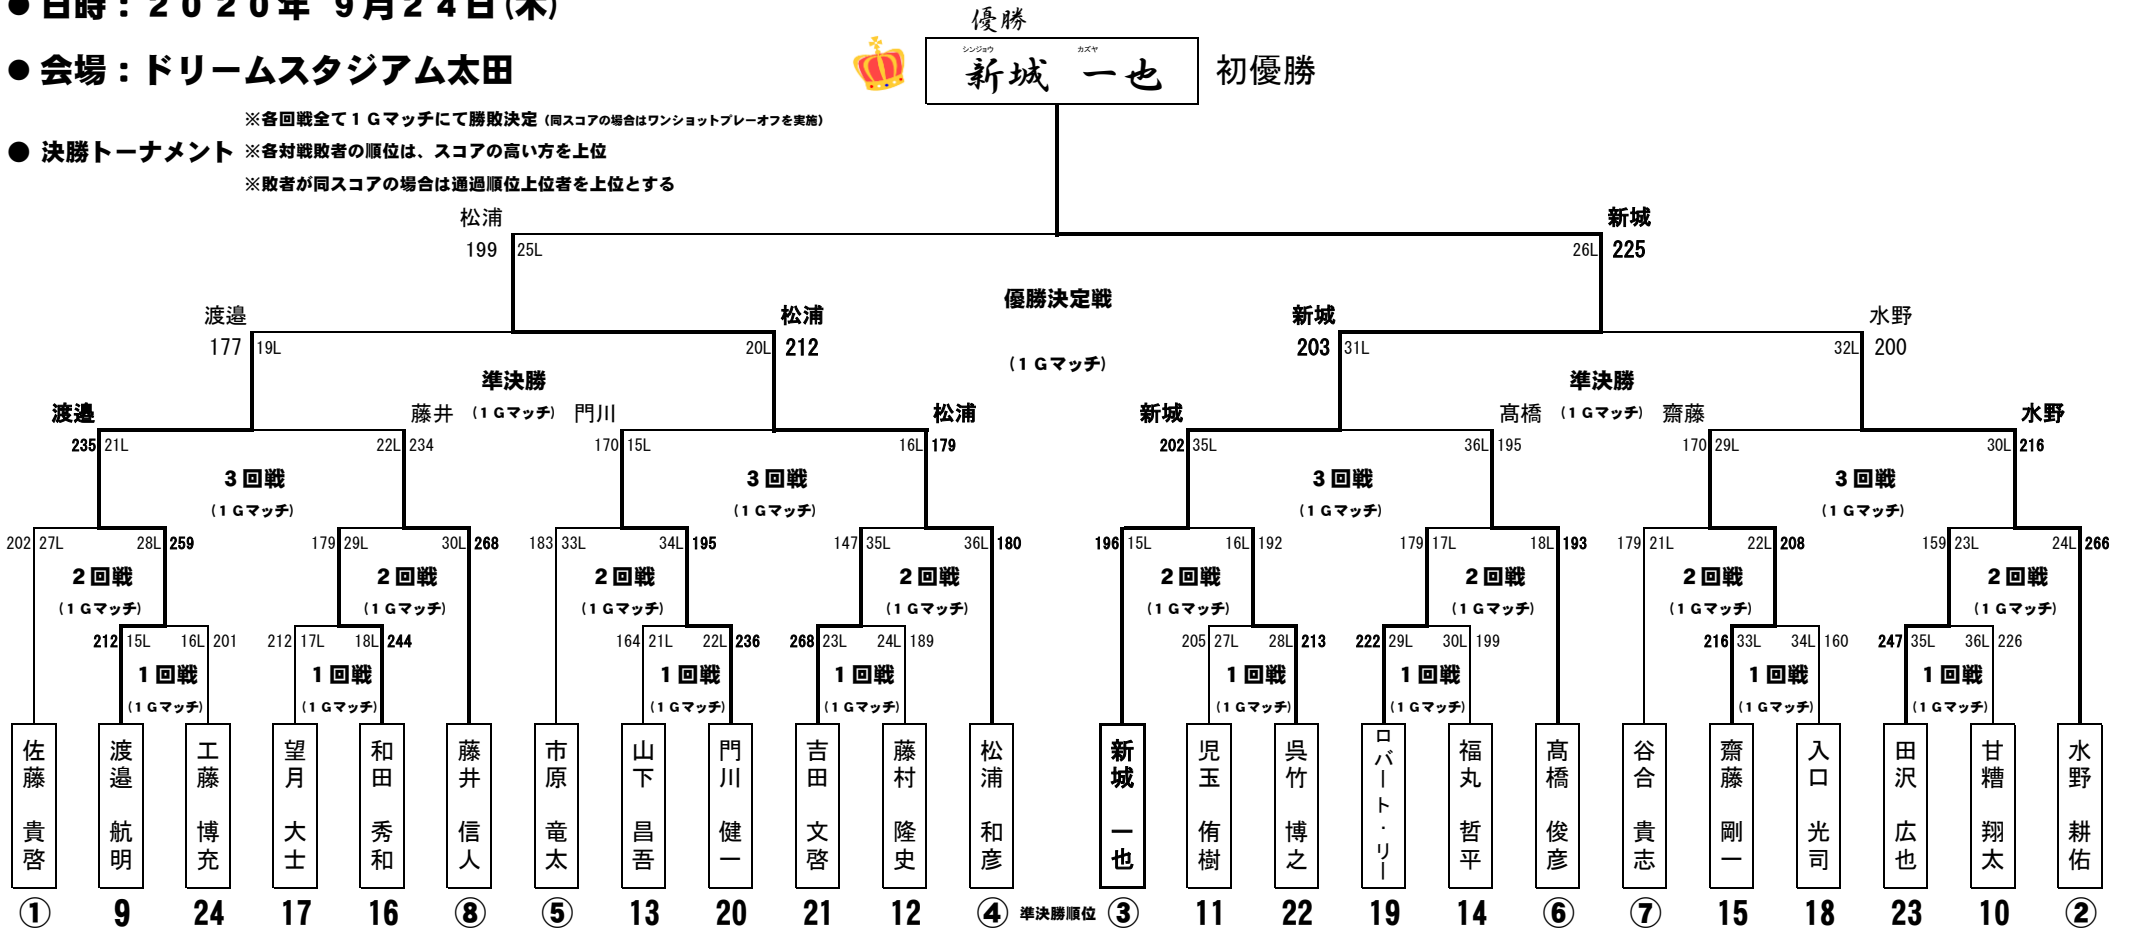 ● 日時：２０２０年 ９月２４日(木)
優勝
シンジョウ カズヤ
新城 一也 初優勝
● 会場：ドリームスタジアム太田
※各回戦全て１Ｇマッチにて勝敗決定（同スコアの場合はワンショットプレーオフを実施）
● 決勝トーナメント ※各対戦敗者の順位は、スコアの高い方を上位
※敗者が同スコアの場合は通過順位上位者を上位とする
松浦 新城
199 25L 26L 225
優勝決定戦
渡邉 松浦 新城 水野
177 19L 20L 212 203 31L 32L 200
(１Ｇマッチ)
準決勝 準決勝
渡邉 藤井 (１Ｇマッチ) 門川 松浦 新城 髙橋 (１Ｇマッチ) 齋藤 水野
235 21L 22L 234 170 15L 16L 179 202 35L 36L 195 170 29L 30L 216
３回戦 ３回戦 ３回戦 ３回戦
(１Ｇマッチ) (１Ｇマッチ) (１Ｇマッチ) (１Ｇマッチ)
202 27L 28L 259 179 29L 30L 268 183 33L 34L 195 147 35L 36L 180 196 15L 16L 192 179 17L 18L 193 179 21L 22L 208 159 23L 24L 266
２回戦 ２回戦 ２回戦 ２回戦 ２回戦 ２回戦 ２回戦 ２回戦
(１Ｇマッチ) (１Ｇマッチ) (１Ｇマッチ) (１Ｇマッチ) (１Ｇマッチ) (１Ｇマッチ) (１Ｇマッチ) (１Ｇマッチ)
212 15L 16L 201 212 17L 18L 244 164 21L 22L 236 268 23L 24L 189 205 27L 28L 213 222 29L 30L 199 216 33L 34L 160 247 35L 36L 226
１回戦 １回戦 １回戦 １回戦 １回戦 １回戦 １回戦 １回戦
(１Ｇマッチ) (１Ｇマッチ) (１Ｇマッチ) (１Ｇマッチ) (１Ｇマッチ) (１Ｇマッチ) (１Ｇマッチ) (１Ｇマッチ)
佐藤 貴啓
渡邉 航明
工藤 博充
望月 大士
和田 秀和
藤井 信人
市原 竜太
山下 昌吾
門川 健一
吉田 文啓
藤村 隆史
松浦 和彦
新城 一也
児玉 侑樹
呉竹 博之
ロバート・リー
福丸 哲平
髙橋 俊彦
谷合 貴志
齋藤 剛一
入口 光司
田沢 広也
甘糟 翔太
水野 耕佑
① 9 24 17 16 ⑧ ⑤ 13 20 21 12 ④ 準決勝順位 ③ 11 22 19 14 ⑥ ⑦ 15 18 23 10 ②